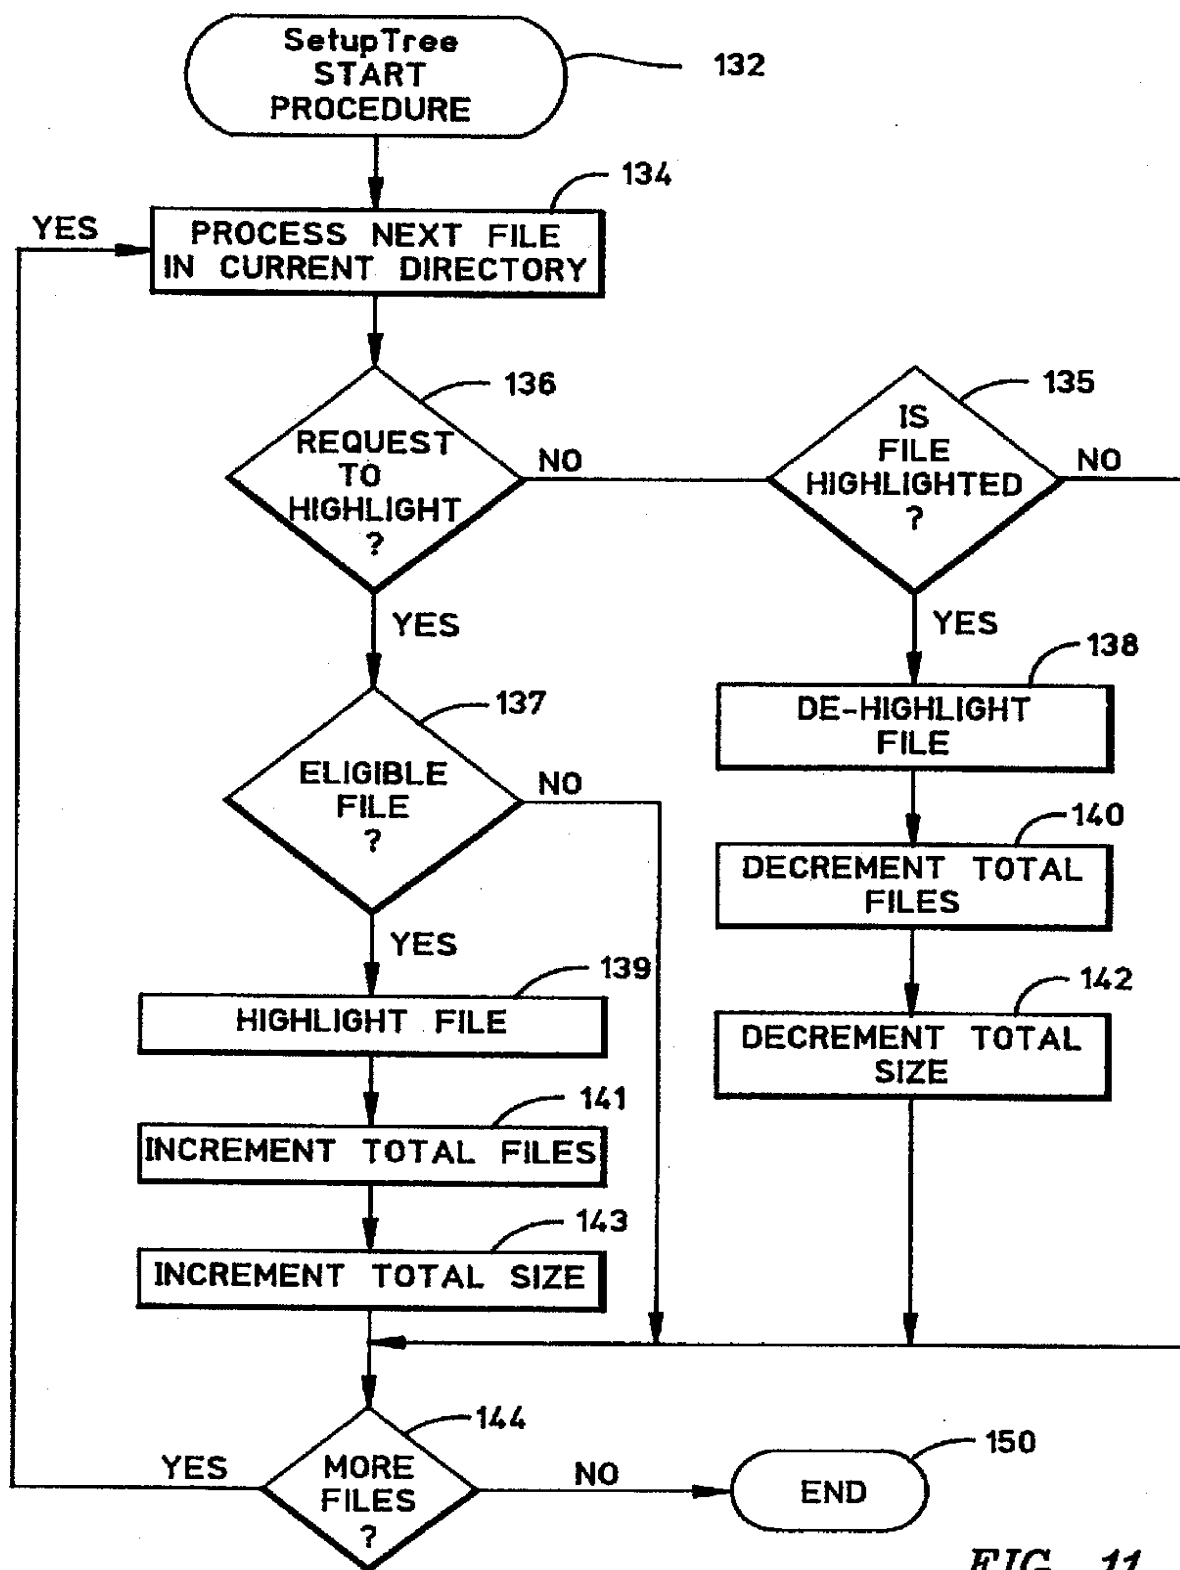 SetupTree
START
PROCEDURE
132
134
YES
PROCESS NEXT FILE
IN CURRENT DIRECTORY
136
REQUEST
TO
HIGHLIGHT
?
NO
135
IS
FILE
HIGHLIGHTED
?
NO
YES
YES
138
DE-HIGHLIGHT
FILE
137
ELIGIBLE
FILE
?
NO
140
DECREMENT TOTAL
FILES
YES
139
HIGHLIGHT FILE
142
DECREMENT TOTAL
SIZE
141
INCREMENT TOTAL FILES
143
INCREMENT TOTAL SIZE
144
YES
MORE
FILES
?
NO
150
END
FIG. 11